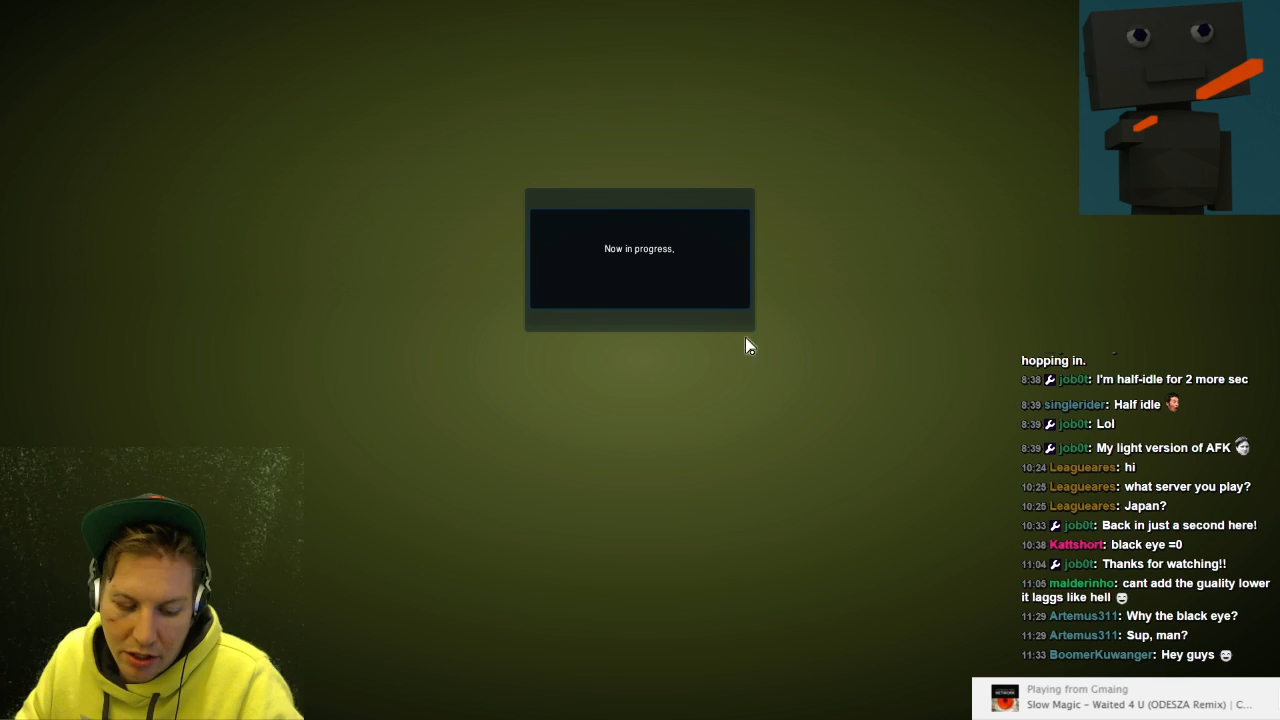 Now in progress,
hopping in.
8:38 job0t: I'm half-idle for 2 more sec
8:39 singlerider: Half idle
8:39 job0t: Lol
8:39 job0t: My light version of AFK
10:24 Leagueares: hi
10:25 Leagueares: what server you play?
10:25 Leagueares: Japan?
10:33 job0t: Back in just a second here!
10:38 Kattshort: black eye =0
11:04 job0t: Thanks for watching!!
11:05 malderinho: cant add the guality lower
it laggs like hell
11:29 Artemus311: Why the black eye?
11:29 Artemus311: Sup, man?
11:33 BoomerKuwanger: Hey guys
Playing from Gmaing
Slow Magic - Waited 4 U (ODESZA Remix) | C...